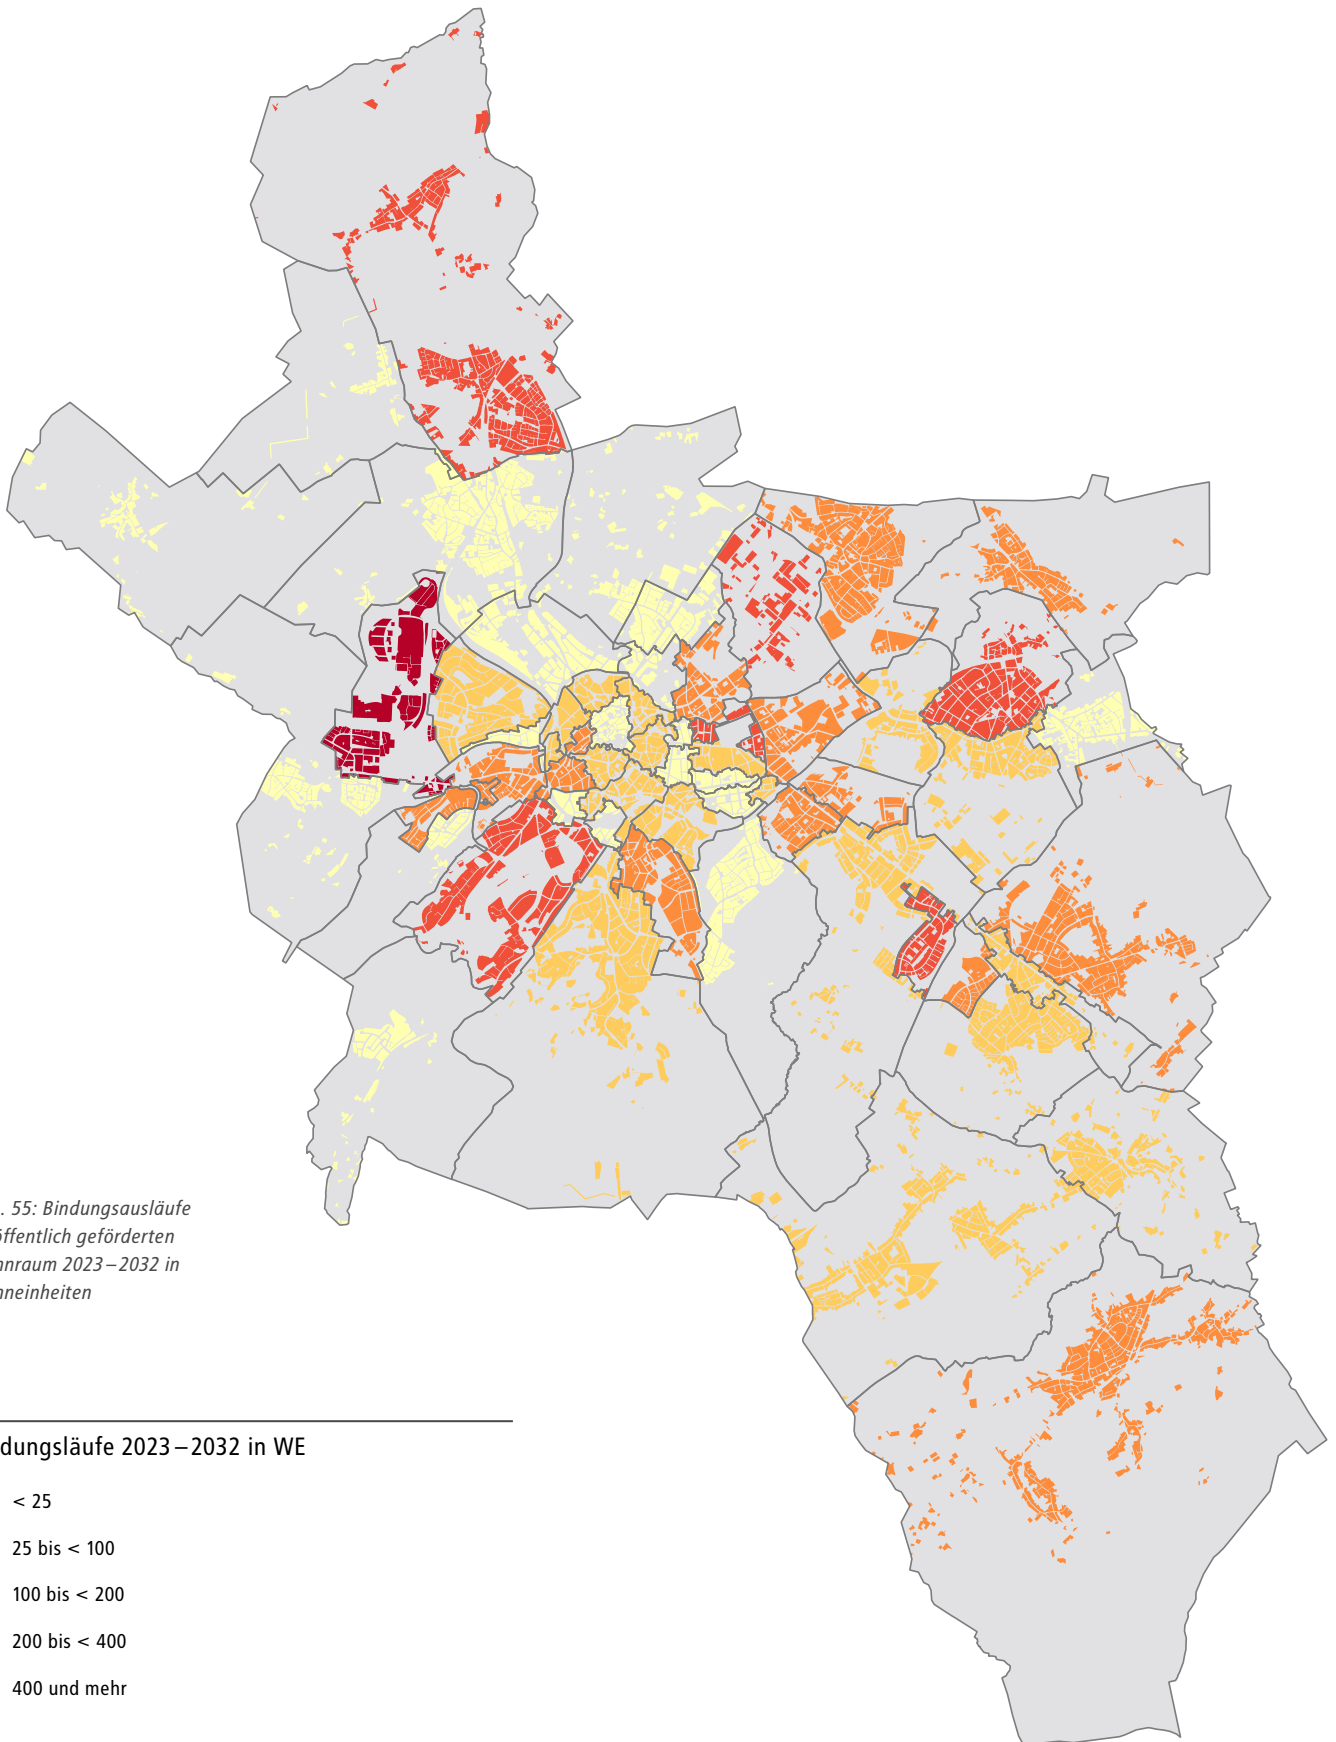 . 55: Bindungsausläufe
öffentlich geförderten
nraum 2023–2032 in
nneinheiten
dungsläufe 2023–2032 in WE
< 25
25 bis < 100
100 bis < 200
200 bis < 400
400 und mehr